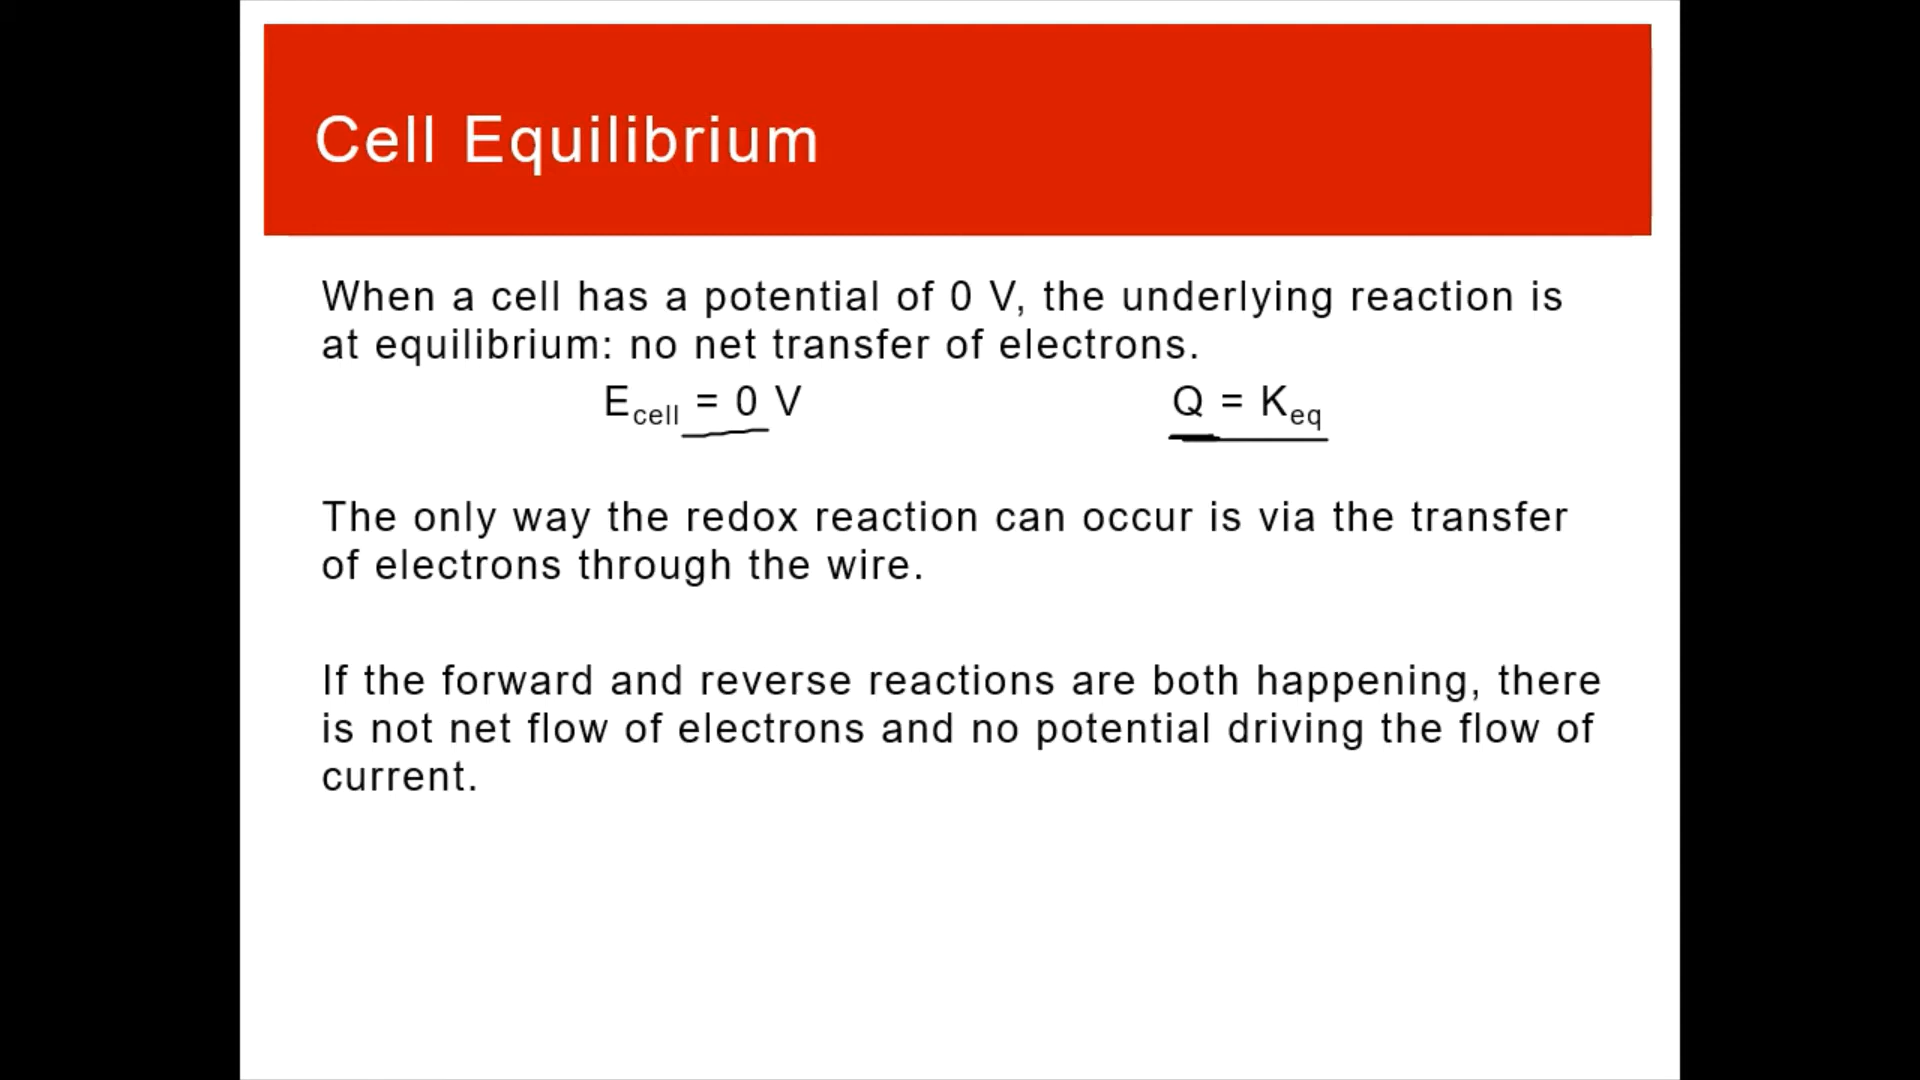 Cell Equilibrium
When a cell has a potential of 0 V, the underlying reaction is
at equilibrium: no net transfer of electrons.
E_cell = 0 V Q = K_eq
The only way the redox reaction can occur is via the transfer
of electrons through the wire.
If the forward and reverse reactions are both happening, there
is not net flow of electrons and no potential driving the flow of
current.